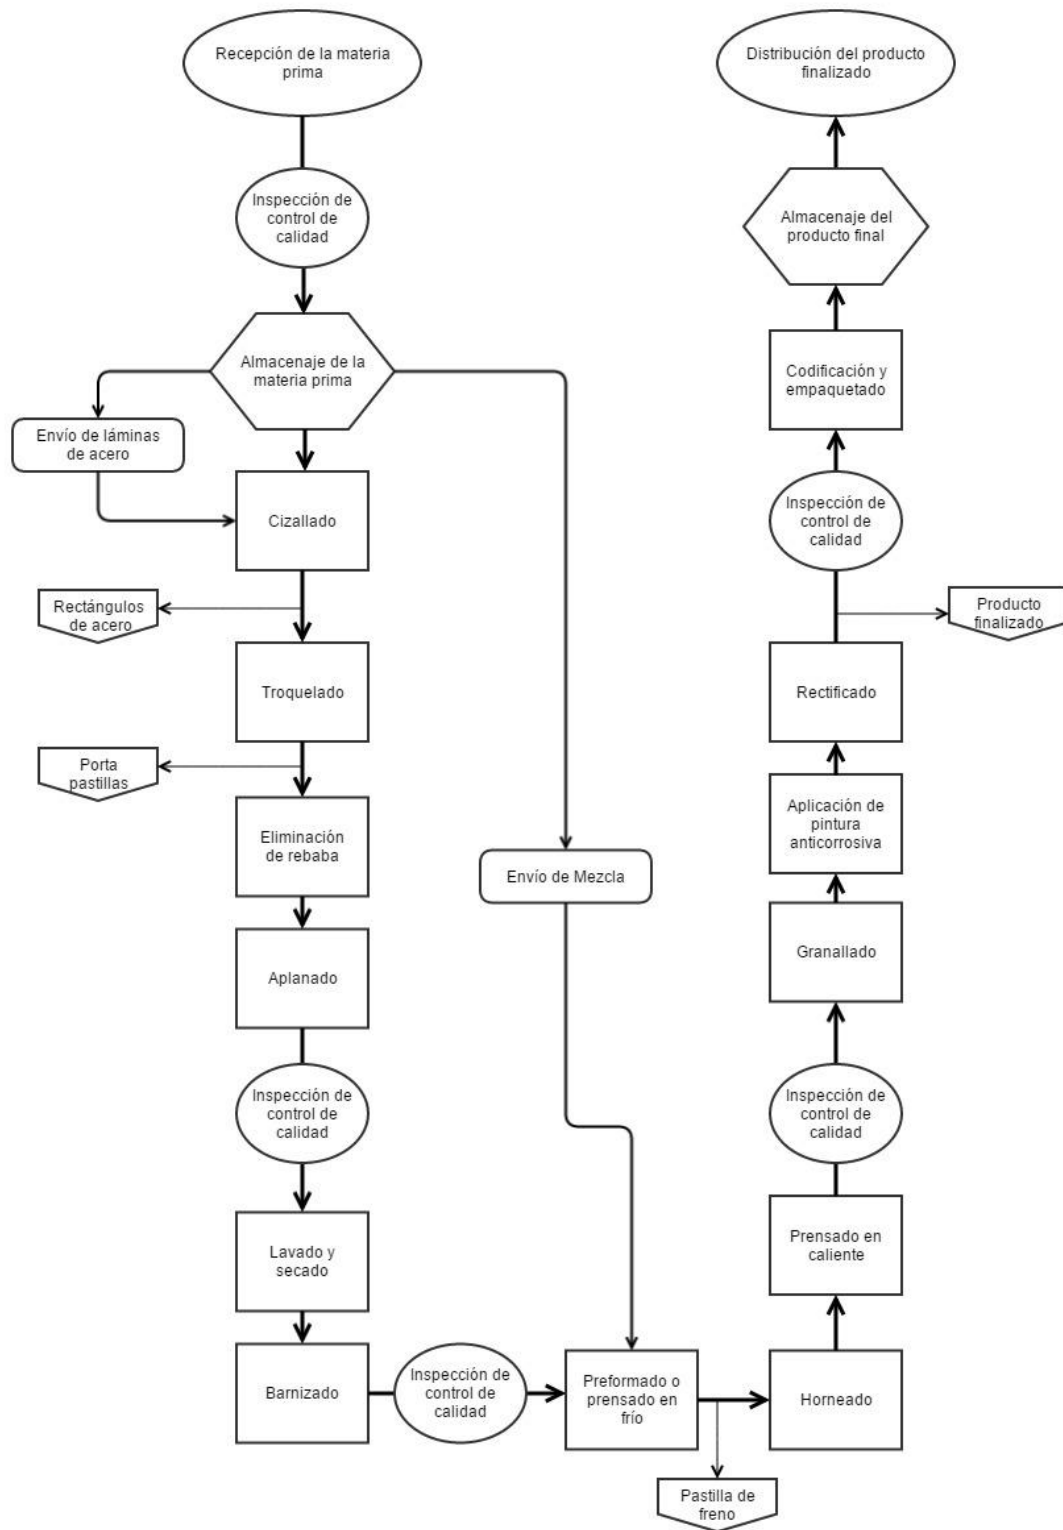 Recepción de la materia
prima
Inspección de
control de
calidad
Almacenaje de la
materia prima
Envío de láminas
de acero
Cizallado
Rectángulos
de acero
Troquelado
Porta
pastillas
Eliminación
de rebaba
Aplanado
Inspección de
control de
calidad
Lavado y
secado
Barnizado
Inspección de
control de
calidad
Envío de Mezcla
Preformado o
prensado en
frío
Pastilla de
freno
Horneado
Prensado en
caliente
Inspección de
control de
calidad
Granallado
Aplicación de
pintura
anticorrosiva
Rectificado
Producto
finalizado
Inspección de
control de
calidad
Codificación y
empaquetado
Almacenaje del
producto final
Distribución del producto
finalizado